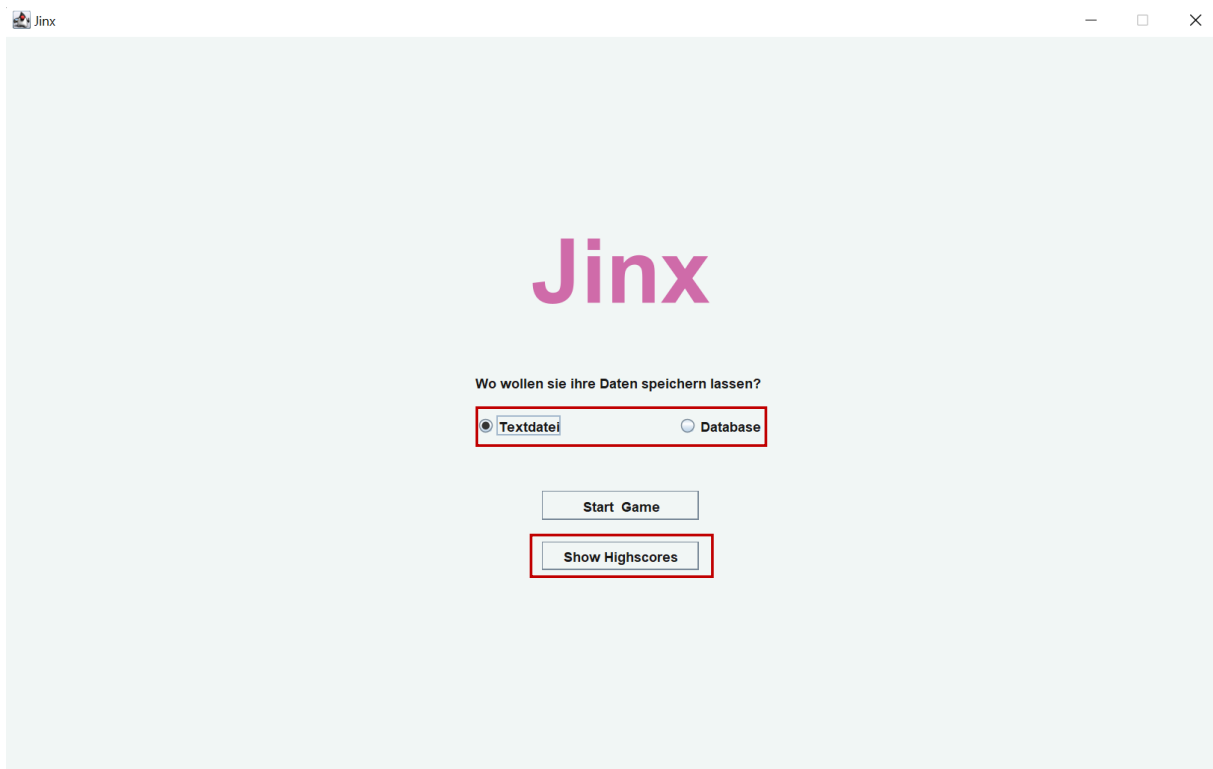 Jinx
Jinx
Wo wollen sie ihre Daten speichern lassen?
Textdatei Database
Start Game
Show Highscores